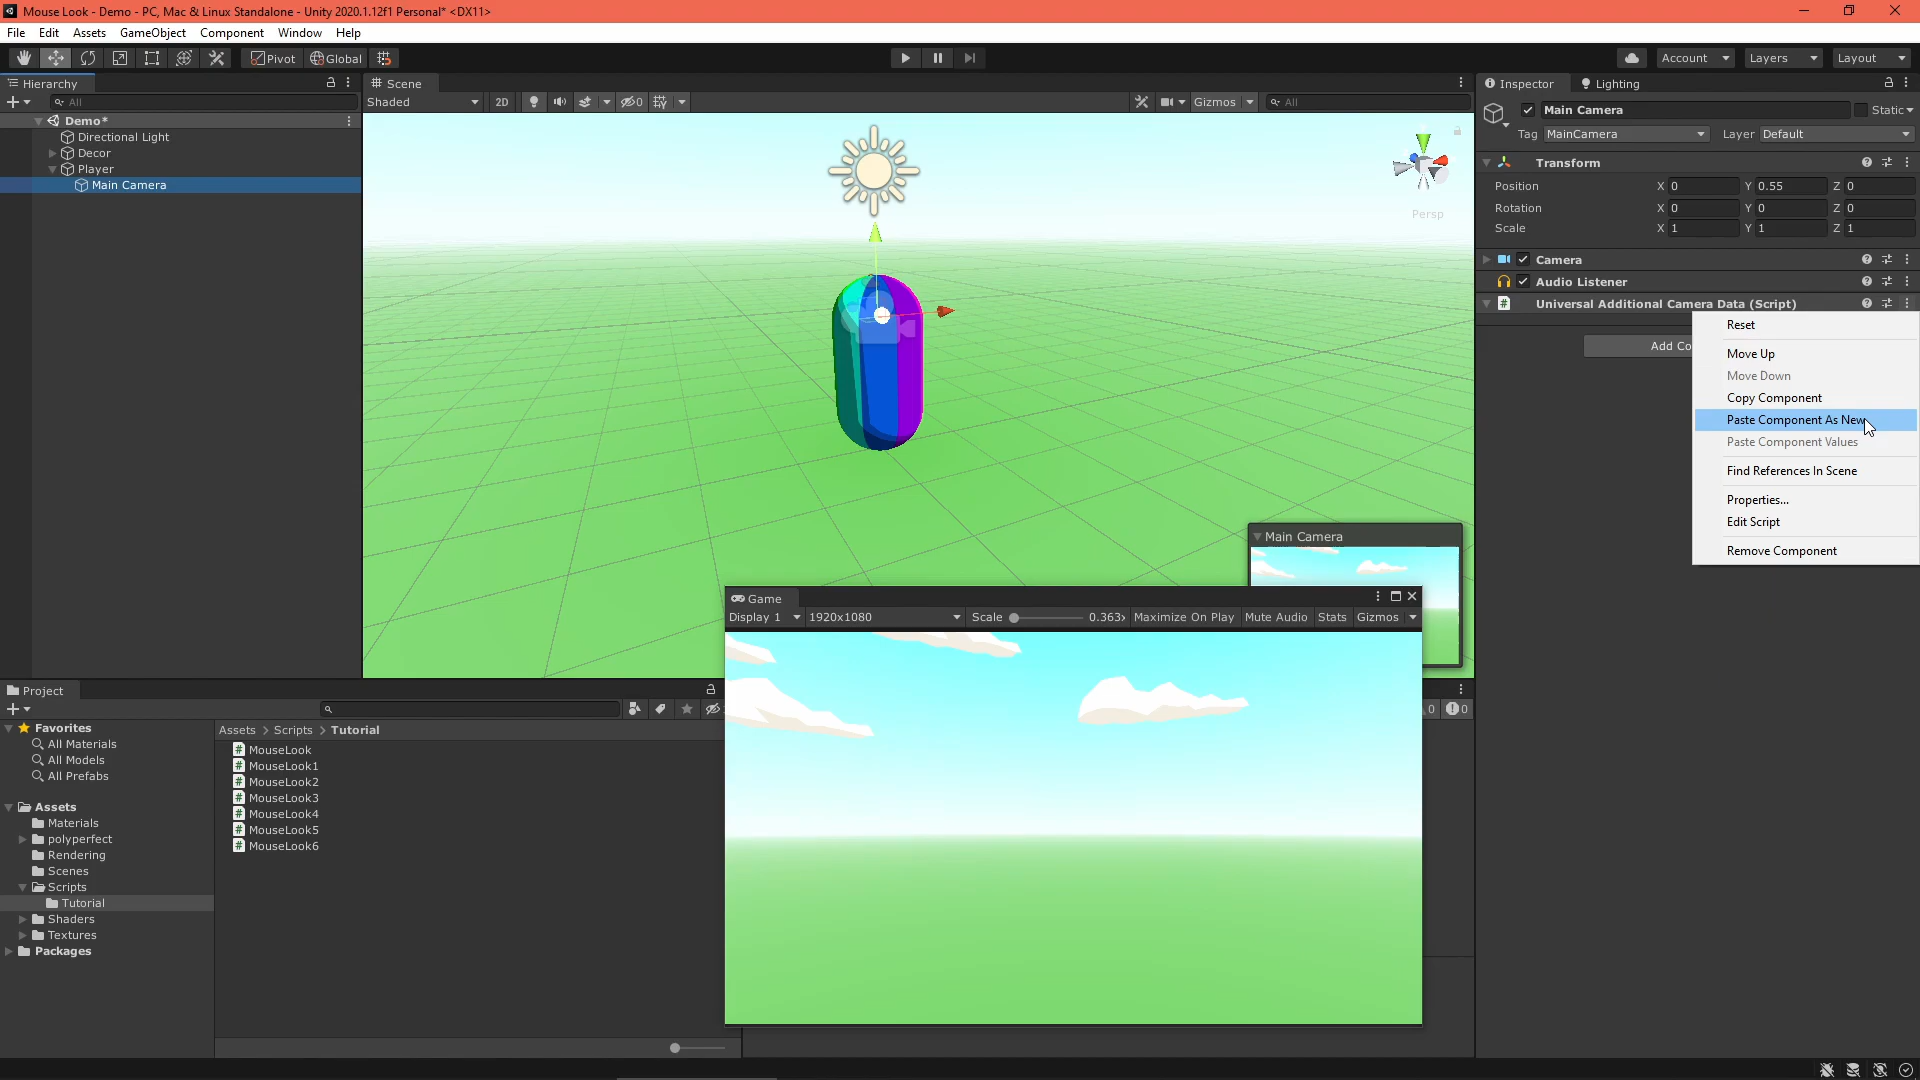 Mouse Look - Demo - PC, Mac & Linux Standalone - Unity 2020.1.12f1 Personal* <DX11>
File Edit Assets GameObject Component Window Help
Pivot Global Account Layers Layout
Hierarchy
All
Demo*
Directional Light
Decor
Player
Main Camera
Scene
Shaded 2D 0 Gizmos All
Persp
Main Camera
Inspector Lighting
Main Camera Static
Tag MainCamera Layer Default
Transform
Position X 0 Y 0.55 Z 0
Rotation X 0 Y 0 Z 0
Scale X 1 Y 1 Z 1
Camera
Audio Listener
Universal Additional Camera Data (Script)
Add Co
Reset
Move Up
Move Down
Copy Component
Paste Component As New
Paste Component Values
Find References In Scene
Properties...
Edit Script
Remove Component
Game
Display 1 1920x1080 Scale 0.363x Maximize On Play Mute Audio Stats Gizmos
0 0
Project
Favorites
All Materials
All Models
All Prefabs
Assets
Materials
polyperfect
Rendering
Scenes
Scripts
Tutorial
Shaders
Textures
Packages
Assets > Scripts > Tutorial
MouseLook
MouseLook1
MouseLook2
MouseLook3
MouseLook4
MouseLook5
MouseLook6